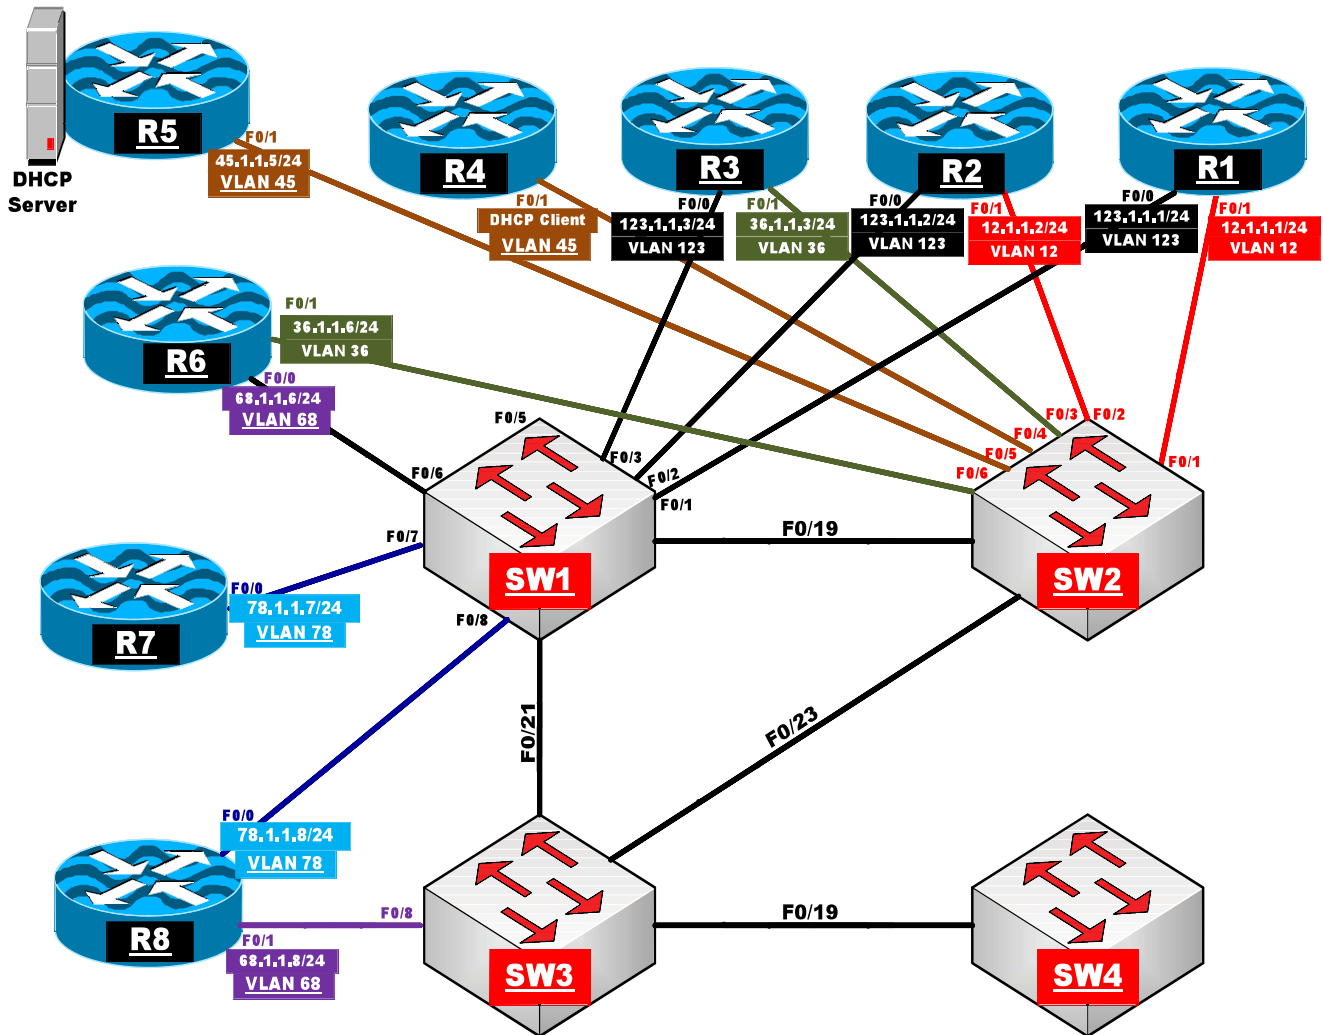 R5
F0/1
45.1.1.5/24
VLAN 45
DHCP
Server
R4
F0/1
DHCP Client
VLAN 45
R3
F0/0
123.1.1.3/24
VLAN 123
F0/1
36.1.1.3/24
VLAN 36
R2
F0/0
123.1.1.2/24
VLAN 123
F0/1
12.1.1.2/24
VLAN 12
R1
F0/0
123.1.1.1/24
VLAN 123
F0/1
12.1.1.1/24
VLAN 12
R6
F0/1
36.1.1.6/24
VLAN 36
F0/0
68.1.1.6/24
VLAN 68
F0/5
F0/3
F0/2
F0/1
F0/6
F0/7
F0/8
SW1
F0/19
F0/3
F0/2
F0/4
F0/5
F0/6
F0/1
SW2
R7
F0/0
78.1.1.7/24
VLAN 78
F0/21
F0/23
R8
F0/0
78.1.1.8/24
VLAN 78
F0/1
68.1.1.8/24
VLAN 68
F0/8
SW3
F0/19
SW4